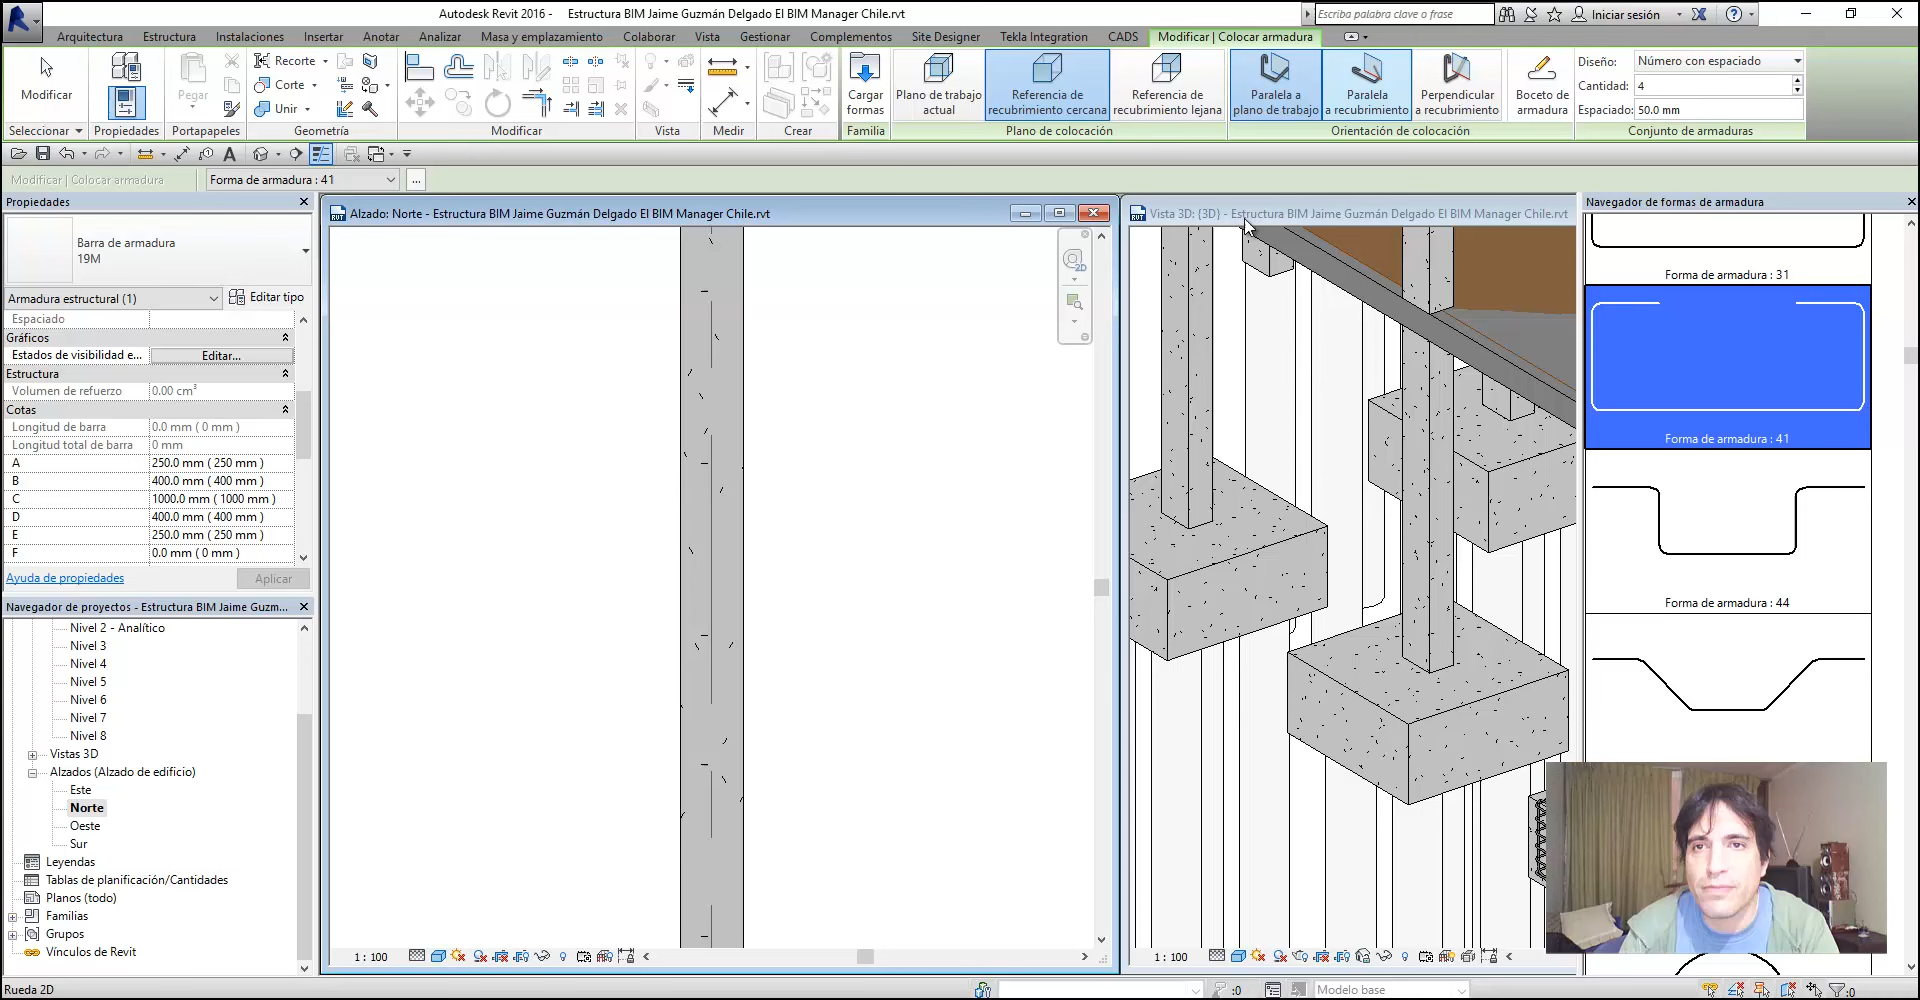 Autodesk Revit 2016 - Estructura BIM Jaime Guzmán Delgado El BIM Manager Chile.rvt
Escriba palabra clave o frase
Iniciar sesión
Arquitectura Estructura Instalaciones Insertar Anotar Analizar Masa y emplazamiento Colaborar Vista Gestionar Complementos Site Designer Tekla Integration CADS Modificar | Colocar armadura
Modificar
Pegar
Recorte
Corte
Unir
Cargar formas
Plano de trabajo actual
Referencia de recubrimiento cercana
Referencia de recubrimiento lejana
Paralela a plano de trabajo
Paralela a recubrimiento
Perpendicular a recubrimiento
Boceto de armadura
Diseño: Número con espaciado
Cantidad: 4
Espaciado: 50.0 mm
Seleccionar Propiedades Portapapeles Geometría Modificar Vista Medir Crear Familia Plano de colocación Orientación de colocación Conjunto de armaduras
Modificar | Colocar armadura
Forma de armadura : 41
...
Propiedades
Barra de armadura
19M
Armadura estructural (1)
Editar tipo
Espaciado
Gráficos
Estados de visibilidad e... Editar...
Estructura
Volumen de refuerzo 0.00 cm³
Cotas
Longitud de barra 0.0 mm ( 0 mm )
Longitud total de barra 0 mm
A 250.0 mm ( 250 mm )
B 400.0 mm ( 400 mm )
C 1000.0 mm ( 1000 mm )
D 400.0 mm ( 400 mm )
E 250.0 mm ( 250 mm )
F 0.0 mm ( 0 mm )
Ayuda de propiedades
Aplicar
Navegador de proyectos - Estructura BIM Jaime Guzm...
Nivel 2 - Analítico
Nivel 3
Nivel 4
Nivel 5
Nivel 6
Nivel 7
Nivel 8
Vistas 3D
Alzados (Alzado de edificio)
Este
Norte
Oeste
Sur
Leyendas
Tablas de planificación/Cantidades
Planos (todo)
Familias
Grupos
Vínculos de Revit
Rueda 2D
Alzado: Norte - Estructura BIM Jaime Guzmán Delgado El BIM Manager Chile.rvt
2D
1 : 100
Vista 3D: {3D} - Estructura BIM Jaime Guzmán Delgado El BIM Manager Chile.rvt
1 : 100
Navegador de formas de armadura
Forma de armadura : 31
Forma de armadura : 41
Forma de armadura : 44
:0
Modelo base
:0